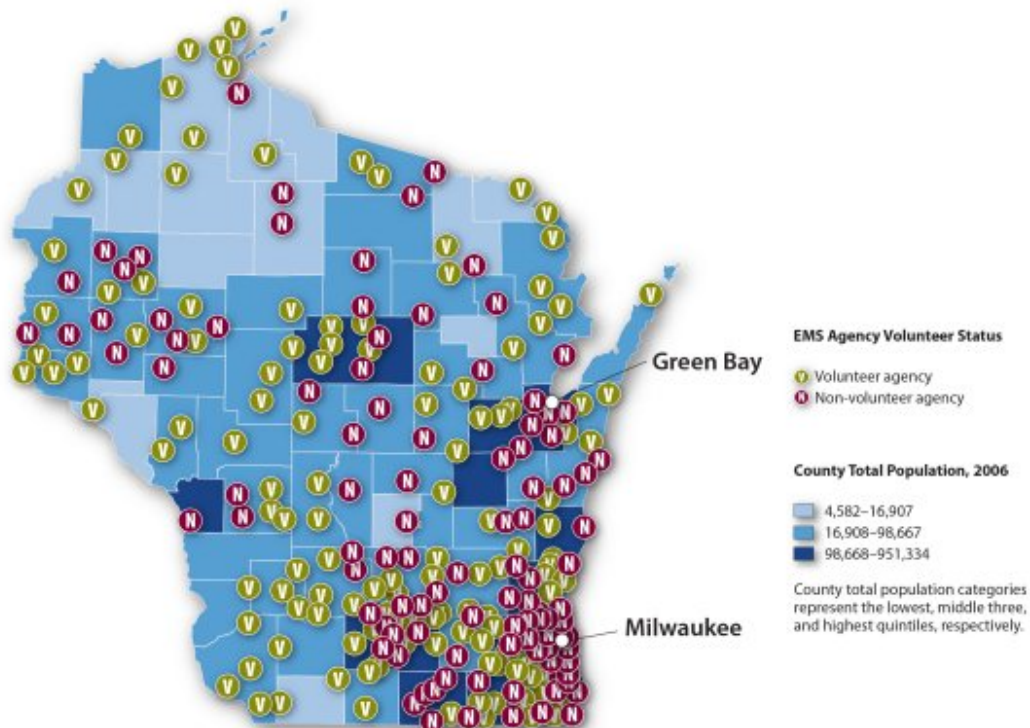 Green Bay
Milwaukee
EMS Agency Volunteer Status
V Volunteer agency
N Non-volunteer agency
County Total Population, 2006
4,582–16,907
16,908–98,667
98,668–951,334
County total population categories
represent the lowest, middle three,
and highest quintiles, respectively.